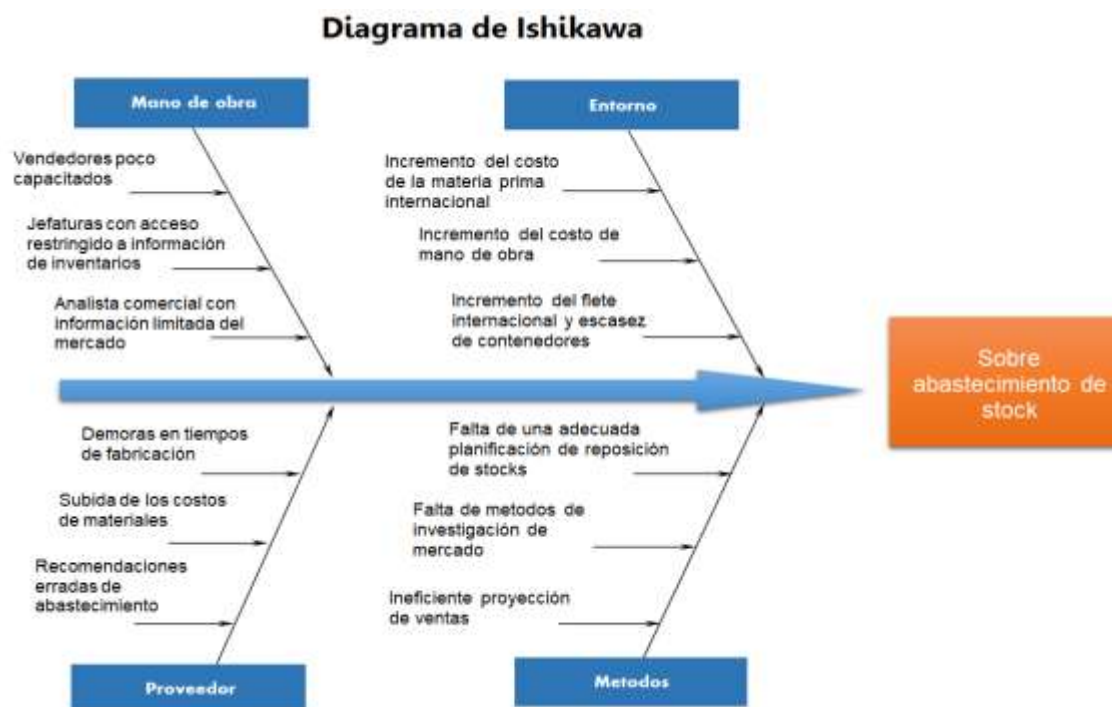 Diagrama de Ishikawa
Mano de obra
Vendedores poco
capacitados
Jefaturas con acceso
restringido a información
de inventarios
Analista comercial con
información limitada del
mercado
Entorno
Incremento del costo
de la materia prima
internacional
Incremento del costo de
mano de obra
Incremento del flete
internacional y escasez
de contenedores
Sobre
abastecimiento de
stock
Demoras en tiempos
de fabricación
Subida de los costos
de materiales
Recomendaciones
erradas de
abastecimiento
Proveedor
Falta de una adecuada
planificación de reposición
de stocks
Falta de metodos de
investigación de
mercado
Ineficiente proyección
de ventas
Metodos